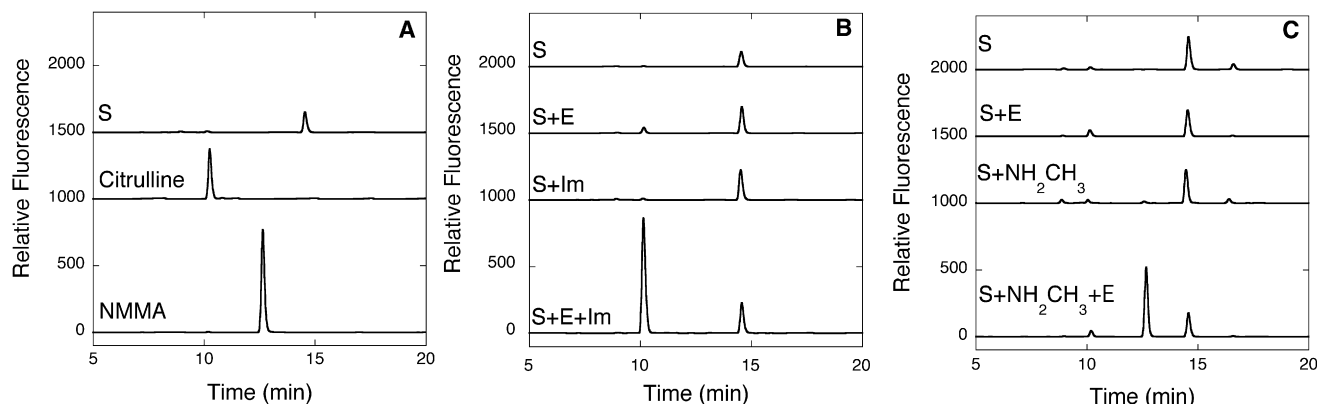 A
2000
S
1500
Citrulline
1000
500
NMMA
0
5 10 15 20
Time (min)
Relative Fluorescence
B
S
2000
S+E
1500
S+Im
1000
500
S+E+Im
0
5 10 15 20
Time (min)
Relative Fluorescence
C
S
2000
S+E
1500
S+NH2CH3
1000
500
S+NH2CH3+E
0
5 10 15 20
Time (min)
Relative Fluorescence